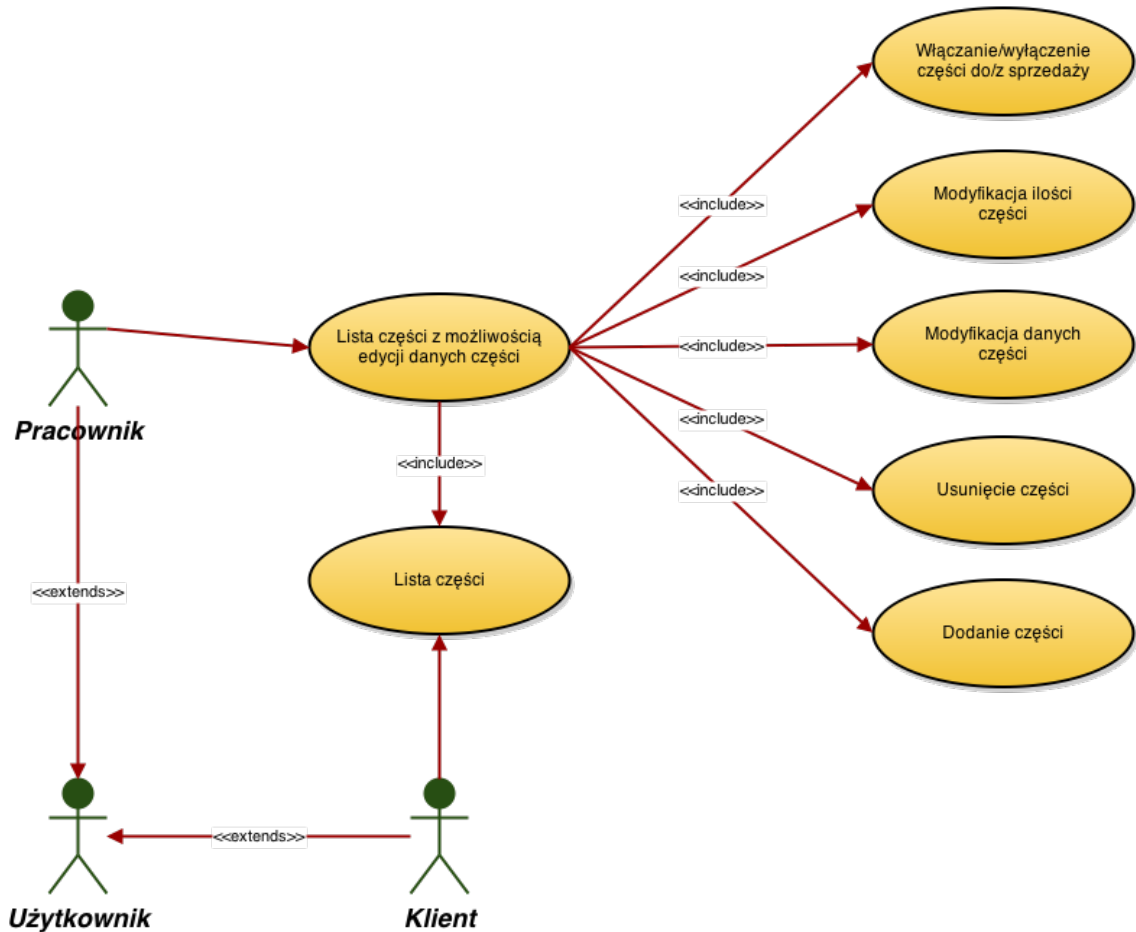 Włączanie/wyłączenie
części do/z sprzedaży
<<include>>
Modyfikacja ilości
części
<<include>>
Lista części z możliwością
edycji danych części
<<include>>
Modyfikacja danych
części
Pracownik
<<include>>
<<include>>
<<include>>
Usunięcie części
Lista części
<<extends>>
Dodanie części
<<extends>>
Użytkownik
Klient